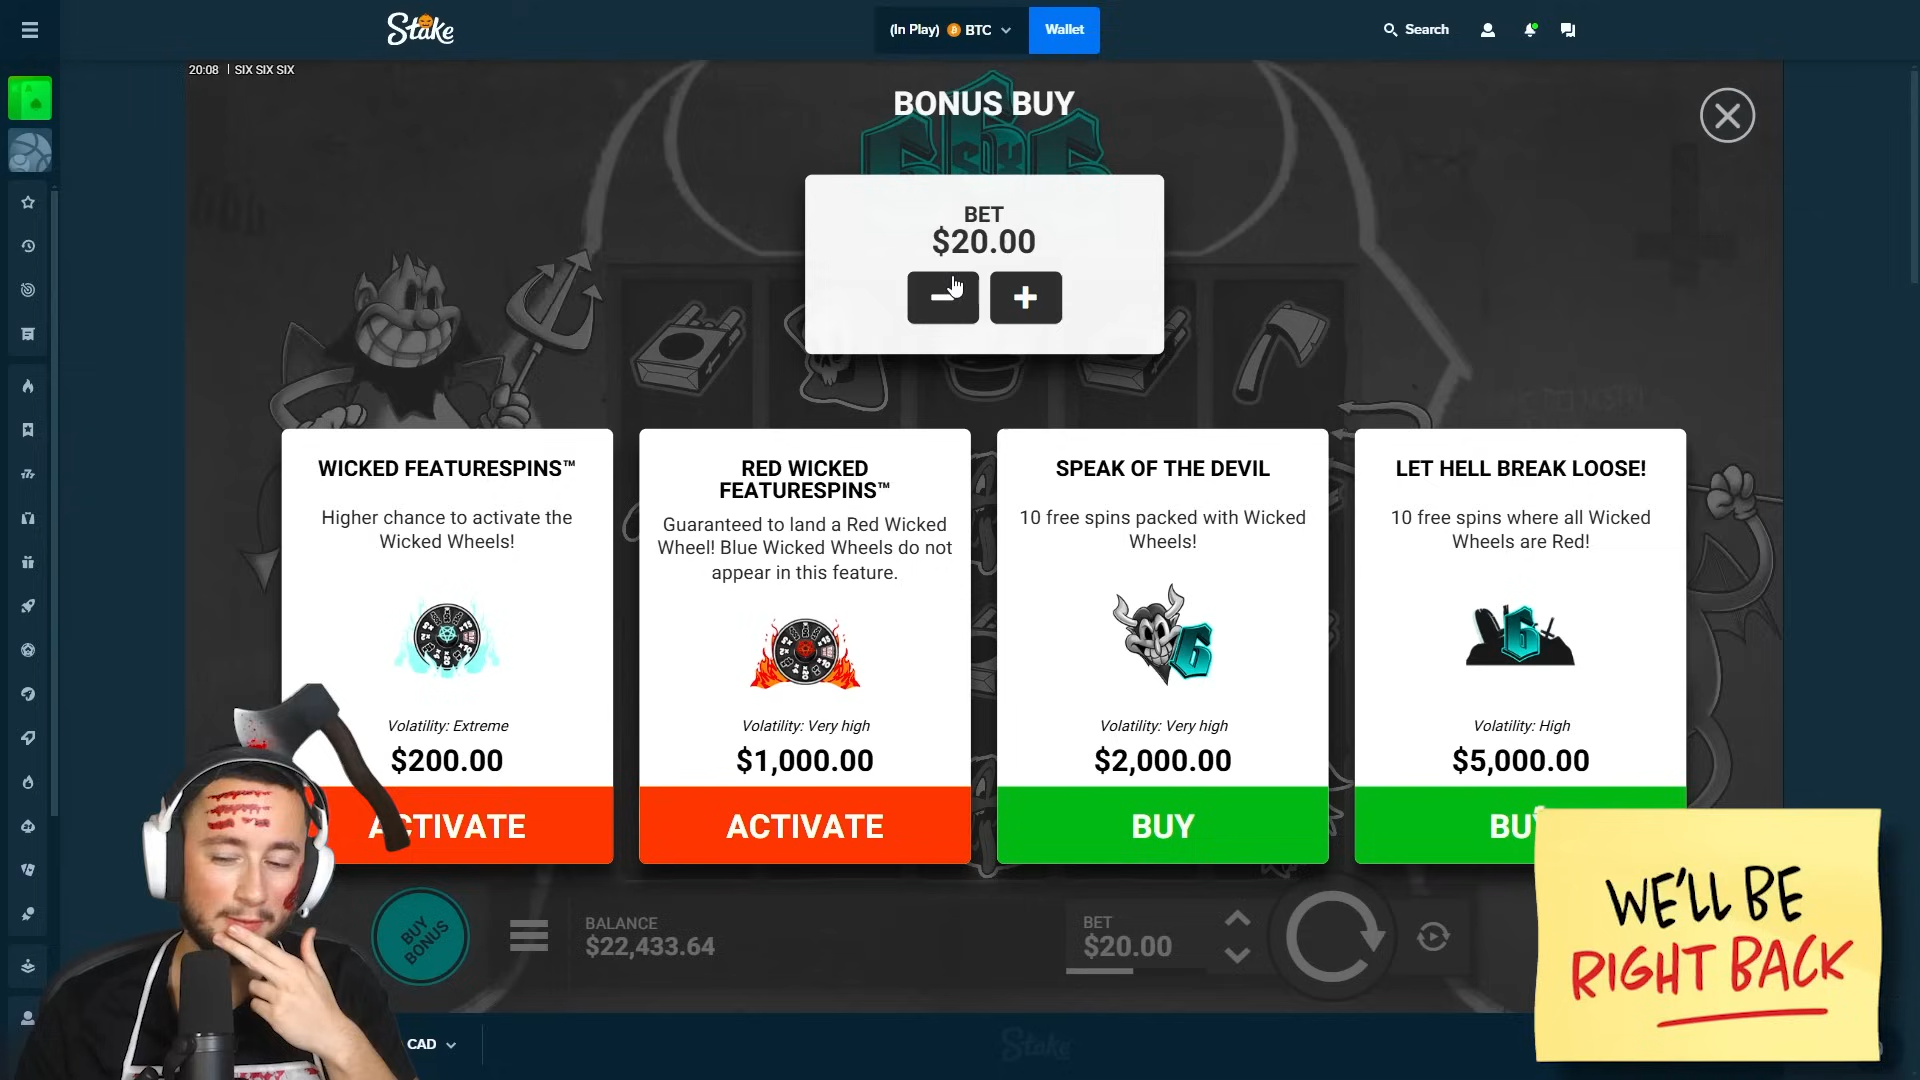 Stake
(In Play) BTC
Wallet
Search
20:08 | SIX SIX SIX
BONUS BUY
BET
$20.00
WICKED FEATURESPINS™
Higher chance to activate the
Wicked Wheels!
Volatility: Extreme
$200.00
ACTIVATE
RED WICKED
FEATURESPINS™
Guaranteed to land a Red Wicked
Wheel! Blue Wicked Wheels do not
appear in this feature.
Volatility: Very high
$1,000.00
ACTIVATE
SPEAK OF THE DEVIL
10 free spins packed with Wicked
Wheels!
Volatility: Very high
$2,000.00
BUY
LET HELL BREAK LOOSE!
10 free spins where all Wicked
Wheels are Red!
Volatility: High
$5,000.00
BUY
BUY
BONUS
BALANCE
$22,433.64
BET
$20.00
WE'LL BE
RIGHT BACK
CAD
Stake